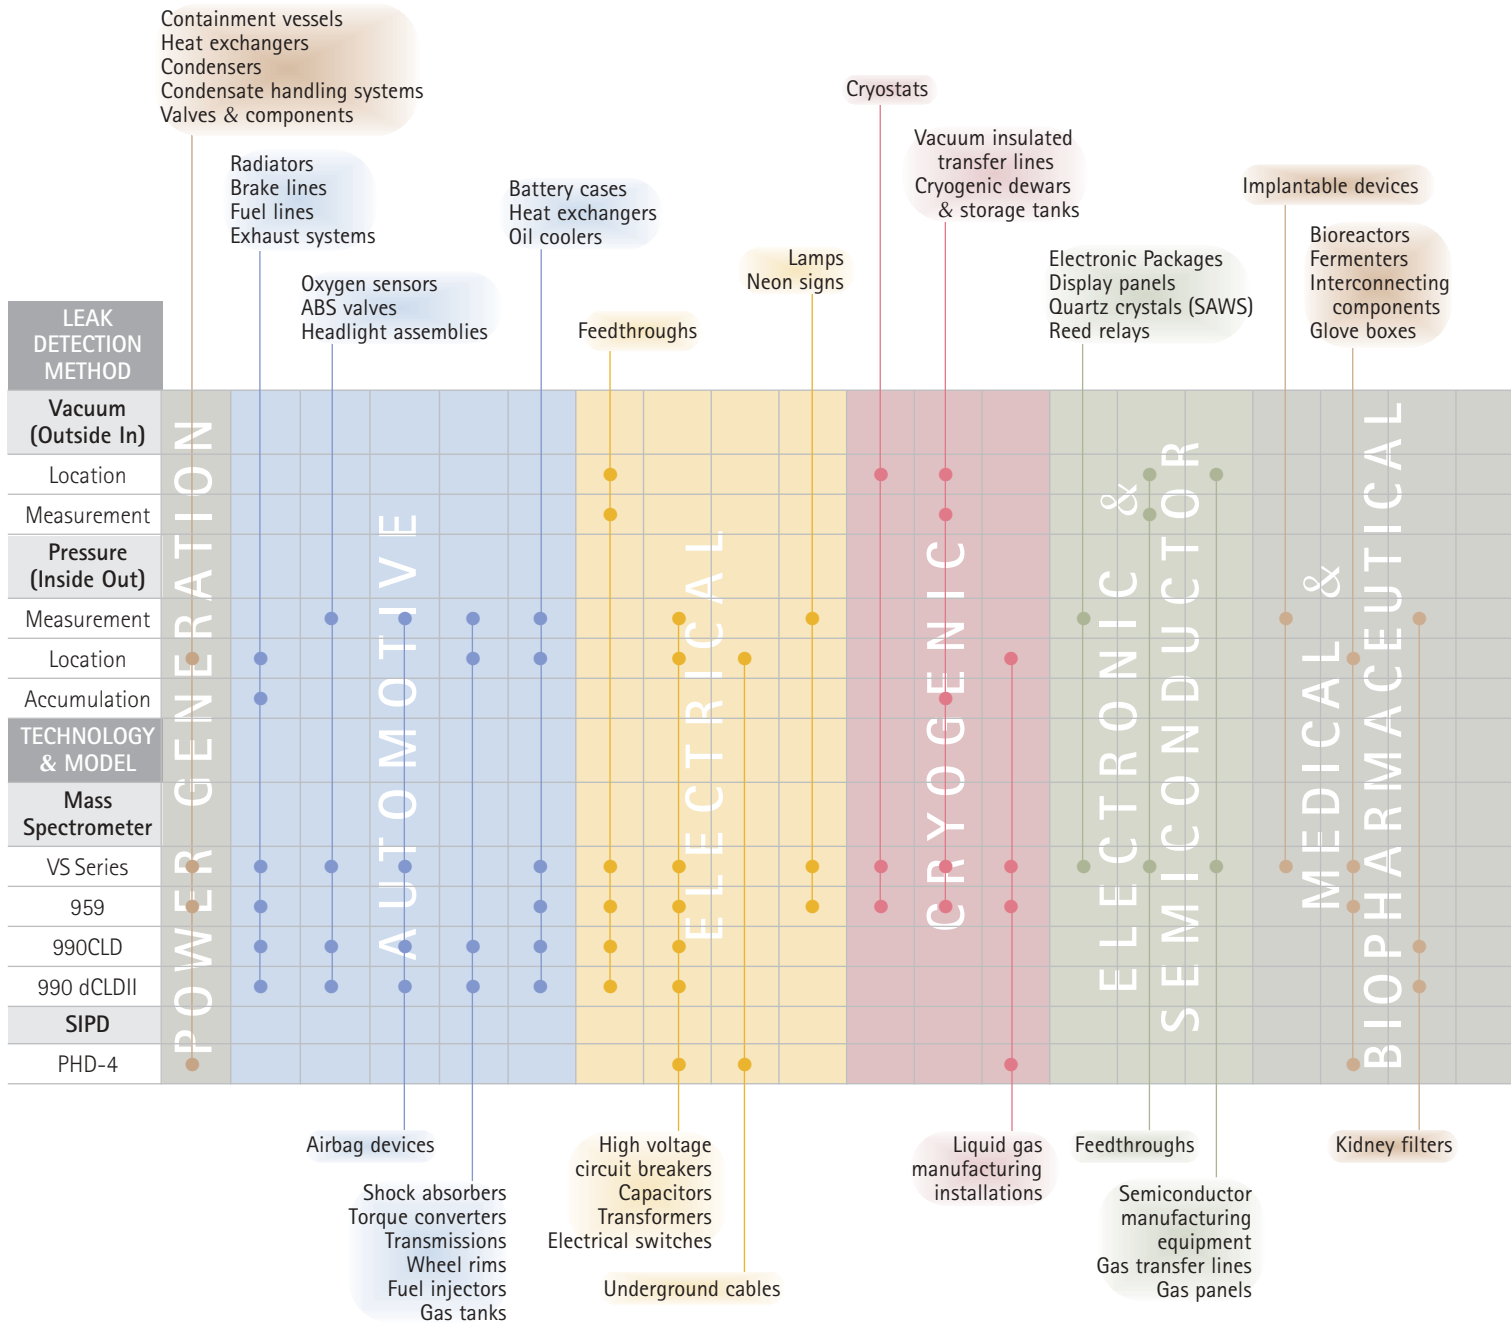 Containment vessels
Heat exchangers
Condensers
Condensate handling systems
Valves & components
Radiators
Brake lines
Fuel lines
Exhaust systems
Oxygen sensors
ABS valves
Headlight assemblies
Battery cases
Heat exchangers
Oil coolers
Feedthroughs
Lamps
Neon signs
Cryostats
Vacuum insulated
transfer lines
Cryogenic dewars
& storage tanks
Electronic Packages
Display panels
Quartz crystals (SAWS)
Reed relays
Implantable devices
Bioreactors
Fermenters
Interconnecting
components
Glove boxes
LEAK
DETECTION
METHOD
Vacuum
(Outside In)
Location
Measurement
Pressure
(Inside Out)
Measurement
Location
Accumulation
TECHNOLOGY
& MODEL
Mass
Spectrometer
VS Series
959
990CLD
990 dCLDII
SIPD
PHD-4
POWER GENERATION
AUTOMOTIVE
ELECTRICAL
CRYOGENIC
ELECTRONIC &
SEMICONDUCTOR
MEDICAL &
BIOPHARMACEUTICAL
Airbag devices
Shock absorbers
Torque converters
Transmissions
Wheel rims
Fuel injectors
Gas tanks
High voltage
circuit breakers
Capacitors
Transformers
Electrical switches
Underground cables
Liquid gas
manufacturing
installations
Feedthroughs
Semiconductor
manufacturing
equipment
Gas transfer lines
Gas panels
Kidney filters